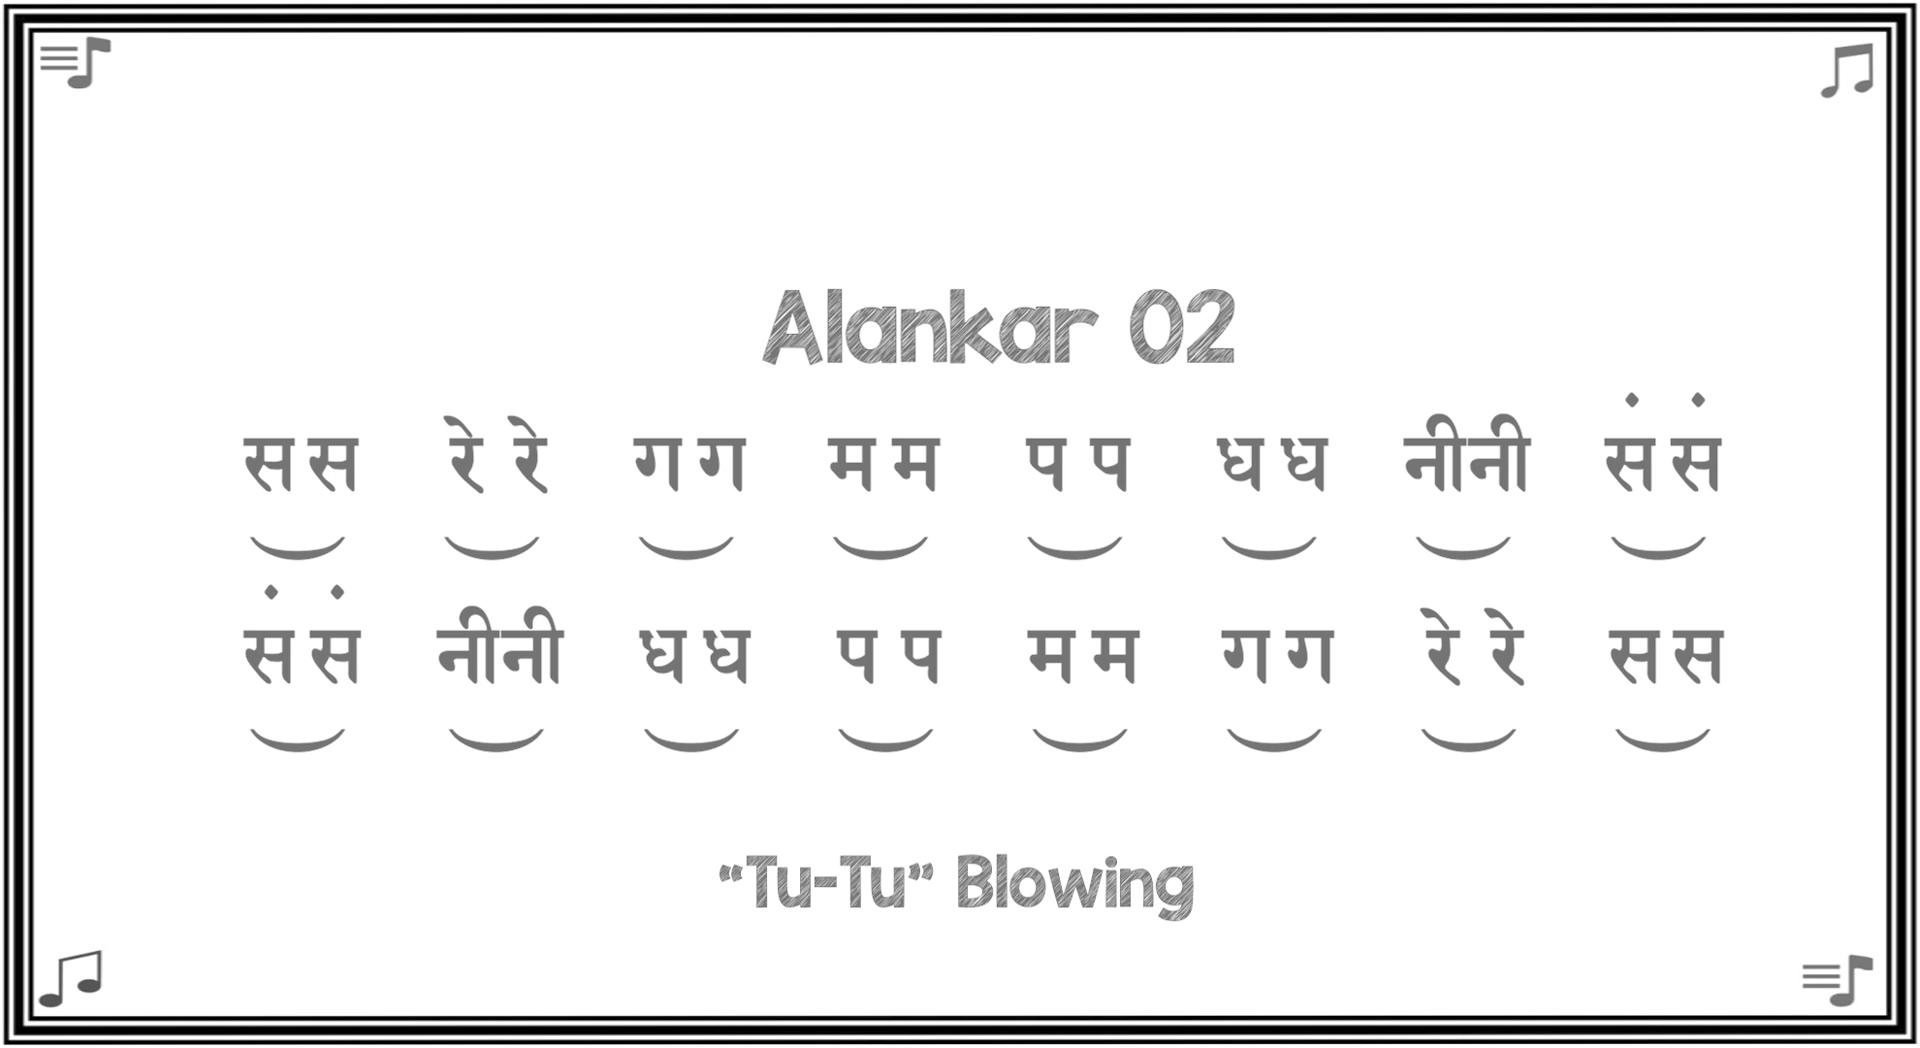 Alankar 02
सस रे रे गग मम पप धध नीनी संसं
संसं नीनी धध पप मम गग रे रे सस
“Tu-Tu” Blowing